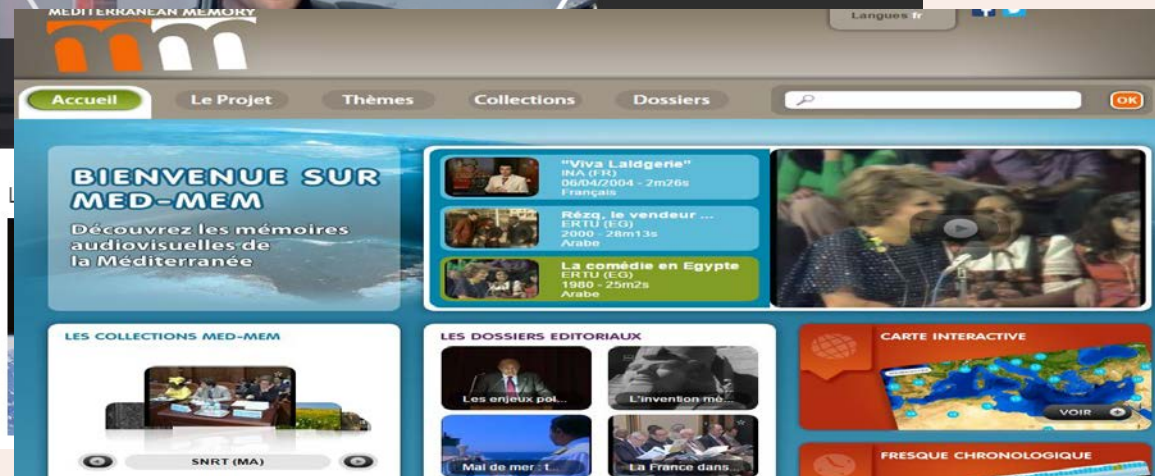 MEDITERRANEAN MEMORY
Langues fr
Accueil
Le Projet
Thèmes
Collections
Dossiers
OK
BIENVENUE SUR
MED-MEM
Découvrez les mémoires
audiovisuelles de
la Méditerranée
"Viva Laldgerie"
INA (FR)
06/04/2004 - 2m26s
Français
Rézq, le vendeur ...
ERTU (EG)
2000 - 28m13s
Arabe
La comédie en Egypte
ERTU (EG)
1980 - 25m2s
Arabe
LES COLLECTIONS MED-MEM
SNRT (MA)
LES DOSSIERS EDITORIAUX
Les enjeux pol...
L'invention mé...
Mal de mer : t...
La France dans...
CARTE INTERACTIVE
VOIR
FRESQUE CHRONOLOGIQUE